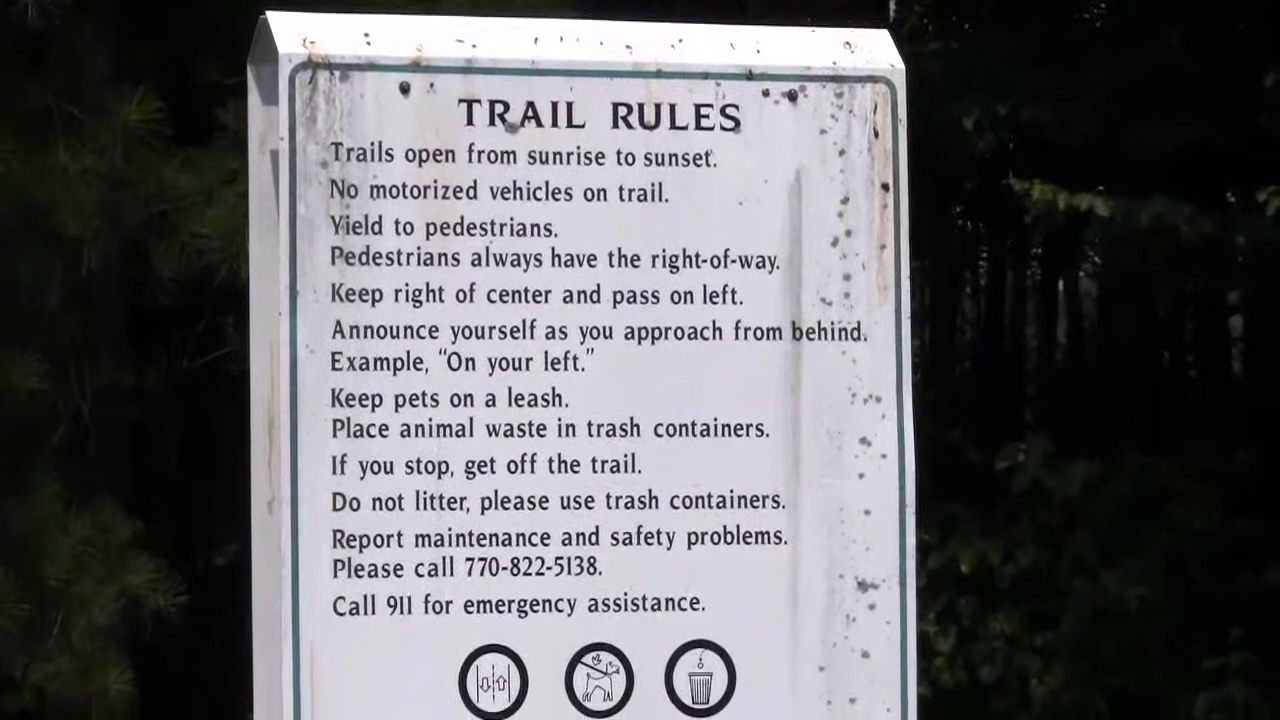 TRAIL RULES
Trails open from sunrise to sunset.
No motorized vehicles on trail.
Yield to pedestrians.
Pedestrians always have the right-of-way.
Keep right of center and pass on left.
Announce yourself as you approach from behind.
Example, “On your left.”
Keep pets on a leash.
Place animal waste in trash containers.
If you stop, get off the trail.
Do not litter, please use trash containers.
Report maintenance and safety problems.
Please call 770-822-5138.
Call 911 for emergency assistance.